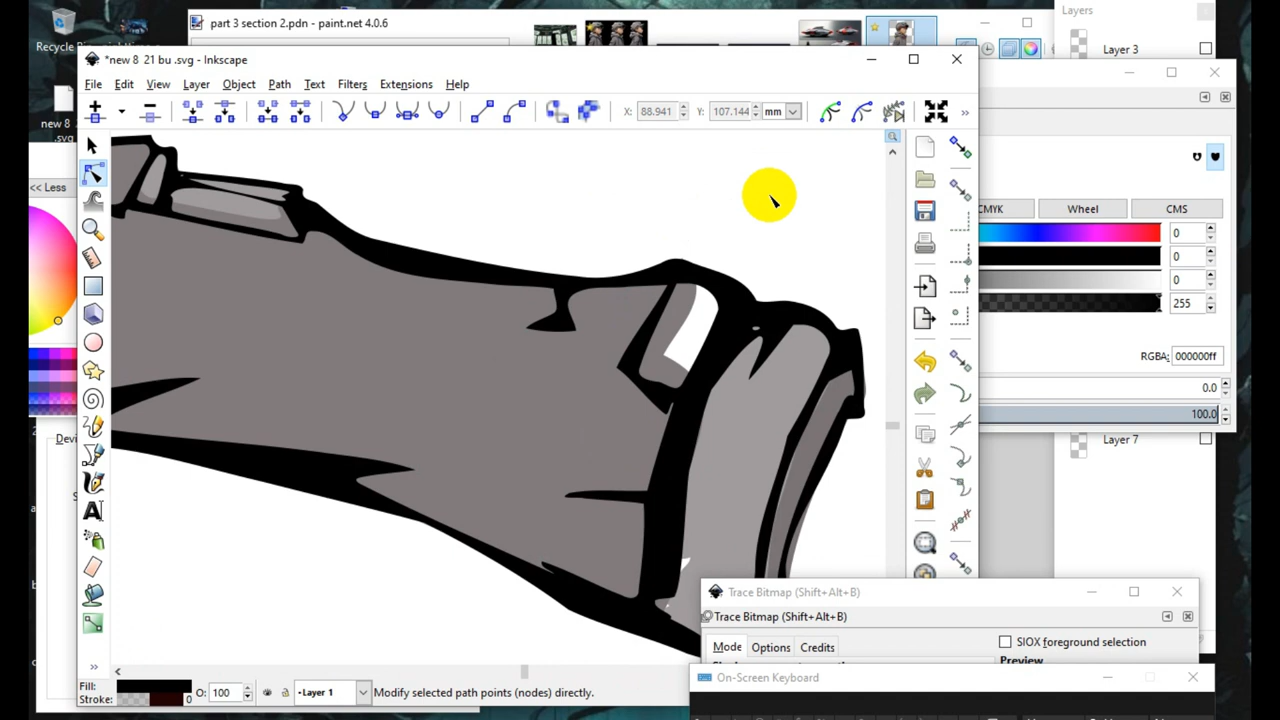 Layers
part 3 section 2.pdn - paint.net 4.0.6
Recycle Bin
Layer 3
*new 8  21 bu .svg - Inkscape
File Edit View Layer Object Path Text Filters Extensions Help
X: 88.941 Y: 107.144 mm
new 8
.svg
<< Less
CMYK Wheel CMS
0
0
0
255
RGBA: 000000ff
0.0
100.0
Layer 7
Trace Bitmap (Shift+Alt+B)
Trace Bitmap (Shift+Alt+B)
Mode Options Credits
SIOX foreground selection
Preview
On-Screen Keyboard
Fill:
Stroke: 0
O: 100
Layer 1
Modify selected path points (nodes) directly.